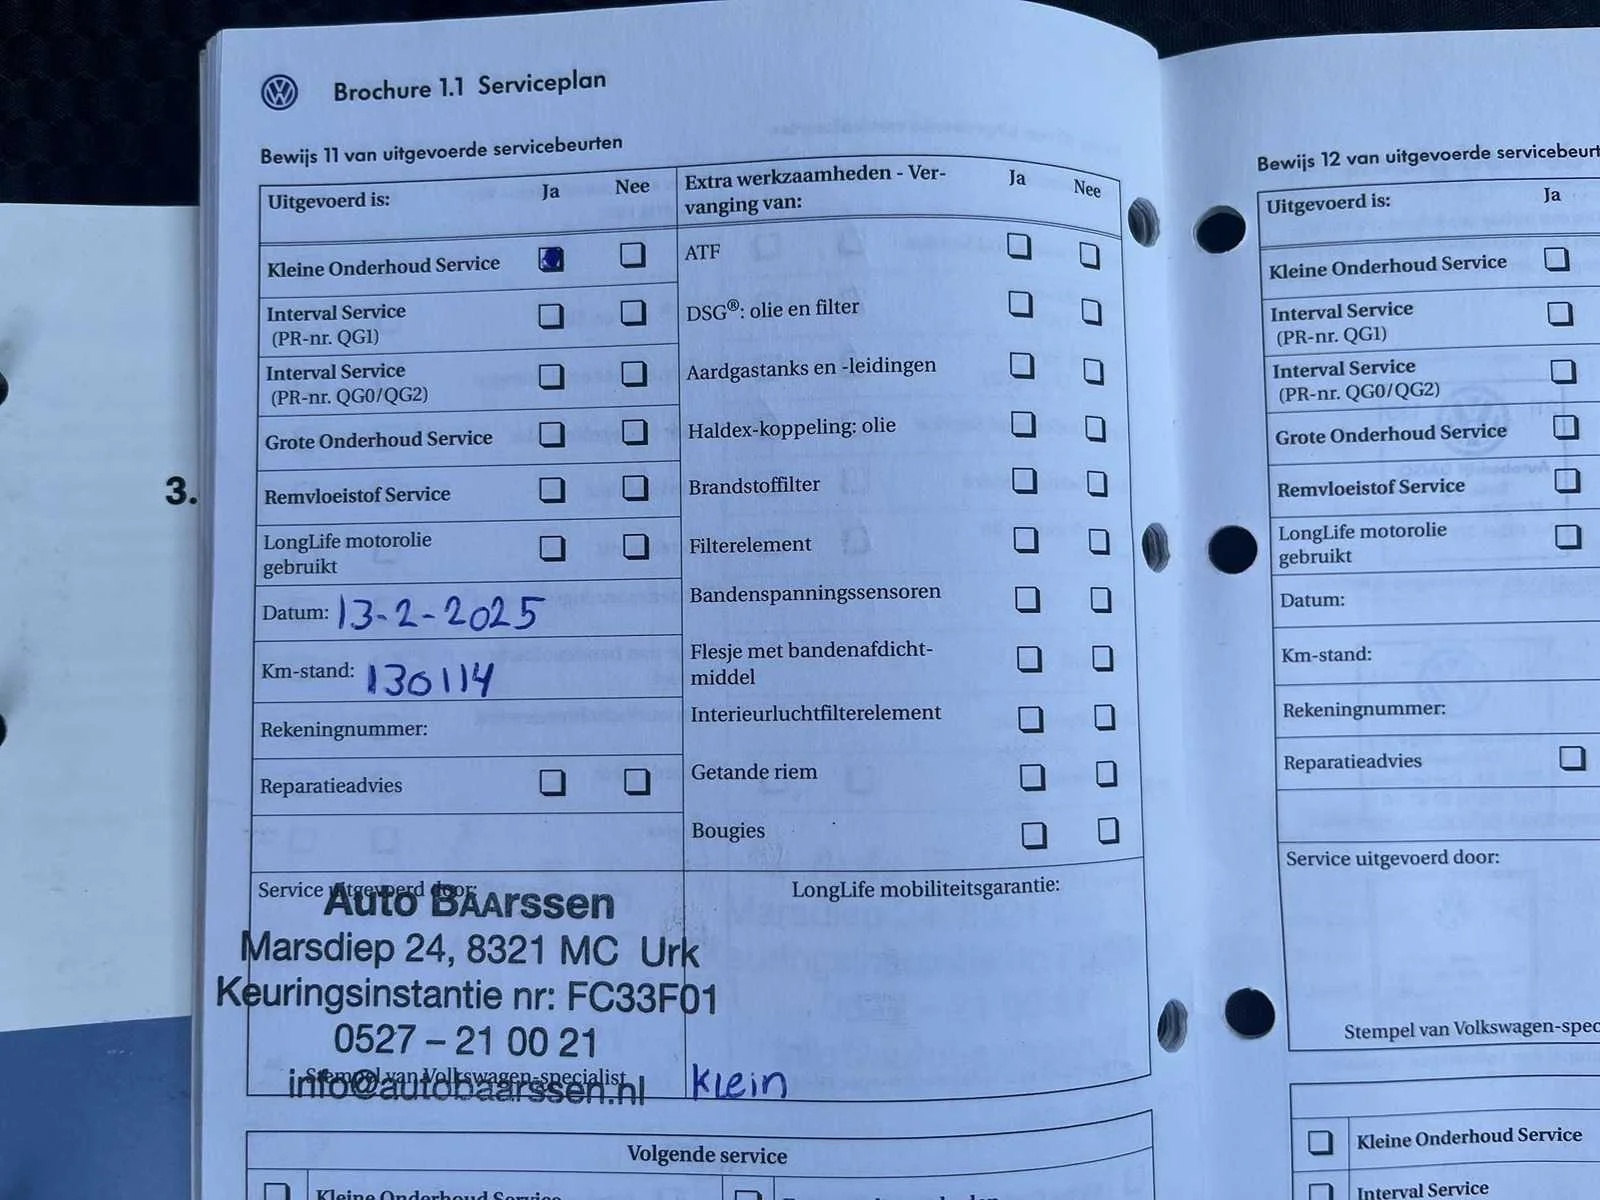 Brochure 1.1 Serviceplan
Bewijs 11 van uitgevoerde servicebeurten
Uitgevoerd is: Ja Nee
Kleine Onderhoud Service
Interval Service
(PR-nr. QG1)
Interval Service
(PR-nr. QG0/QG2)
Grote Onderhoud Service
Remvloeistof Service
LongLife motorolie
gebruikt
Datum: 13-2-2025
Km-stand: 130114
Rekeningnummer:
Reparatieadvies
Extra werkzaamheden - Ver-
vanging van: Ja Nee
ATF
DSG®: olie en filter
Aardgastanks en -leidingen
Haldex-koppeling: olie
Brandstoffilter
Filterelement
Bandenspanningssensoren
Flesje met bandenafdicht-
middel
Interieurluchtfilterelement
Getande riem
Bougies
Service uitgevoerd door:
Auto BAArssen
Marsdiep 24, 8321 MC Urk
Keuringsinstantie nr: FC33F01
0527 – 21 00 21
info@autobaarssen.nl
Stempel van Volkswagen-specialist
LongLife mobiliteitsgarantie:
Klein
Volgende service
Kleine Onderhoud Service
3.
Bewijs 12 van uitgevoerde servicebeurt
Uitgevoerd is: Ja
Kleine Onderhoud Service
Interval Service
(PR-nr. QG1)
Interval Service
(PR-nr. QG0/QG2)
Grote Onderhoud Service
Remvloeistof Service
LongLife motorolie
gebruikt
Datum:
Km-stand:
Rekeningnummer:
Reparatieadvies
Service uitgevoerd door:
Stempel van Volkswagen-spec
Kleine Onderhoud Service
Interval Service